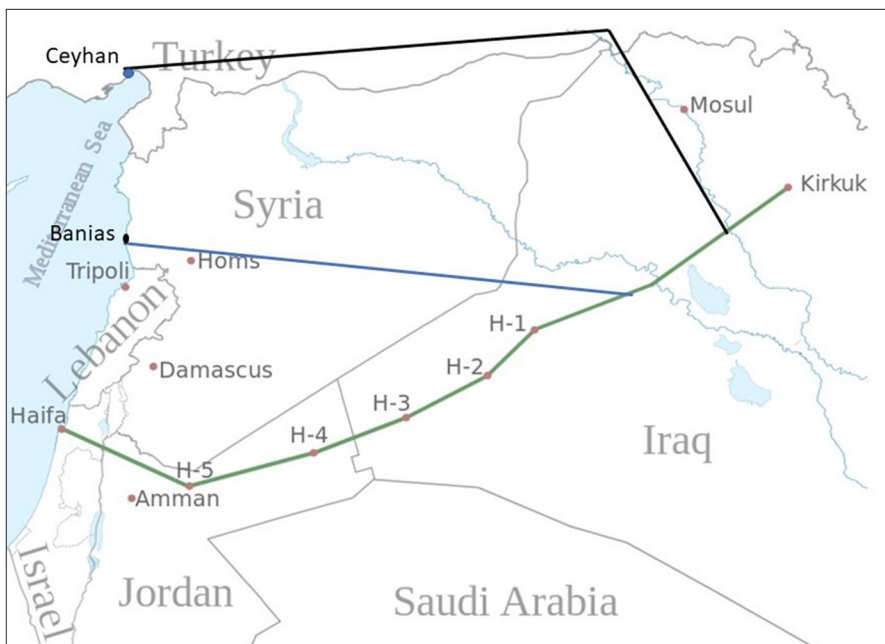 Ceyhan
Turkey
Mosul
Kirkuk
Mediterranean Sea
Syria
Banias
Homs
Tripoli
Lebanon
H-1
Damascus
H-2
H-3
Haifa
H-4
Iraq
H-5
Amman
Israel
Jordan
Saudi Arabia